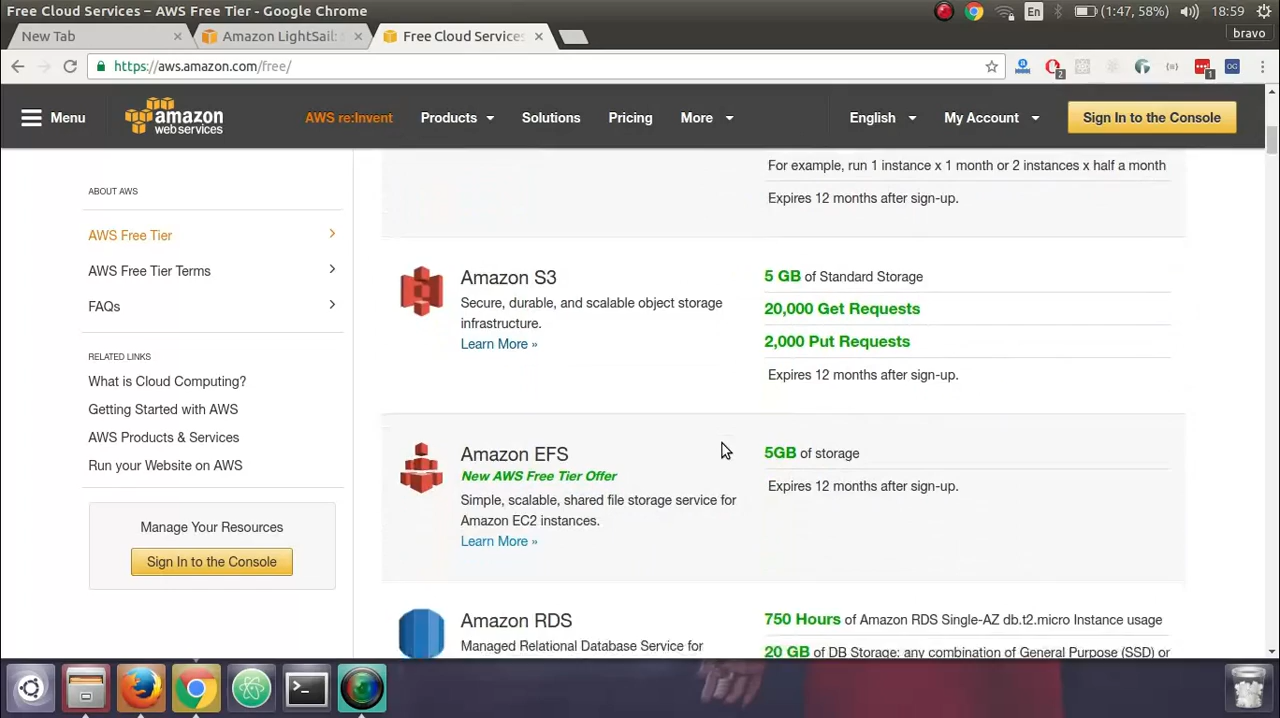 Free Cloud Services – AWS Free Tier - Google Chrome
En
(1:47, 58%)
18:59
New Tab
Amazon LightSail:
Free Cloud Services
bravo
https://aws.amazon.com/free/
2
1
OG
Menu
amazon
webservices
AWS re:Invent
Products
Solutions
Pricing
More
English
My Account
Sign In to the Console
ABOUT AWS
AWS Free Tier
AWS Free Tier Terms
FAQs
RELATED LINKS
What is Cloud Computing?
Getting Started with AWS
AWS Products & Services
Run your Website on AWS
Manage Your Resources
Sign In to the Console
For example, run 1 instance x 1 month or 2 instances x half a month
Expires 12 months after sign-up.
Amazon S3
Secure, durable, and scalable object storage
infrastructure.
Learn More »
5 GB of Standard Storage
20,000 Get Requests
2,000 Put Requests
Expires 12 months after sign-up.
Amazon EFS
New AWS Free Tier Offer
Simple, scalable, shared file storage service for
Amazon EC2 instances.
Learn More »
5GB of storage
Expires 12 months after sign-up.
Amazon RDS
Managed Relational Database Service for
750 Hours of Amazon RDS Single-AZ db.t2.micro Instance usage
20 GB of DB Storage: any combination of General Purpose (SSD) or